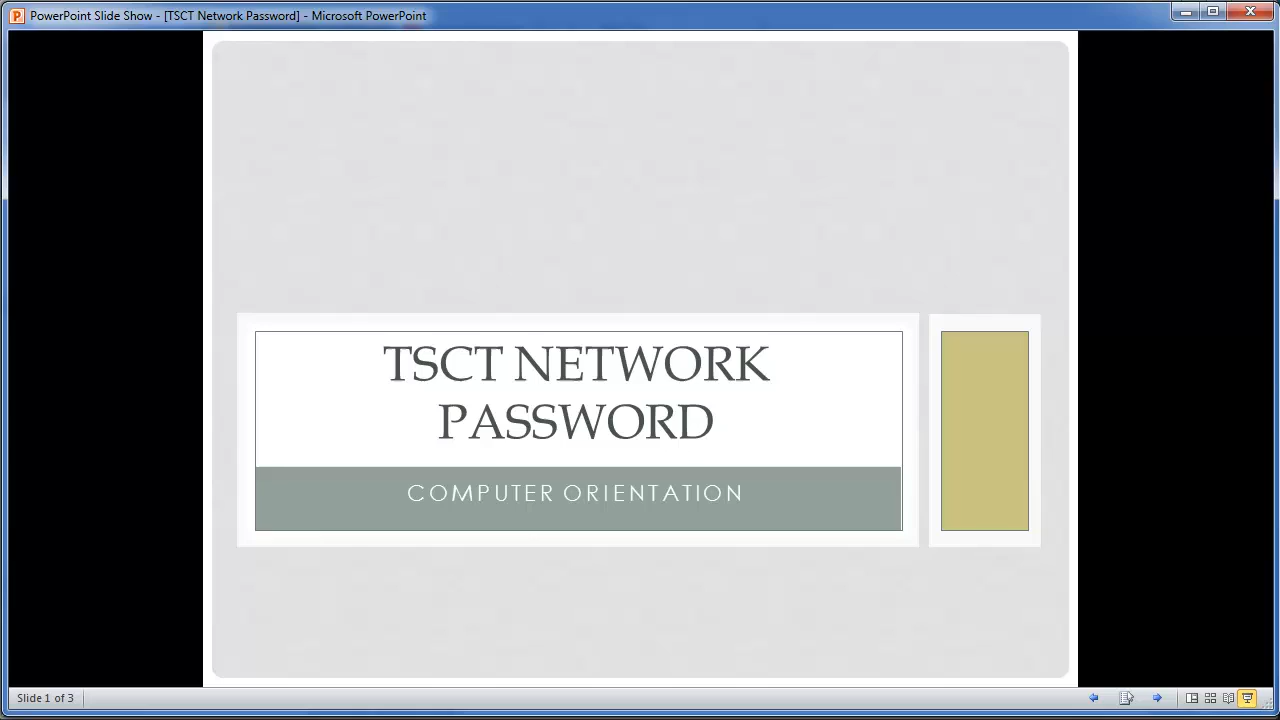 PowerPoint Slide Show - [TSCT Network Password] - Microsoft PowerPoint
TSCT NETWORK
PASSWORD
COMPUTER ORIENTATION
Slide 1 of 3